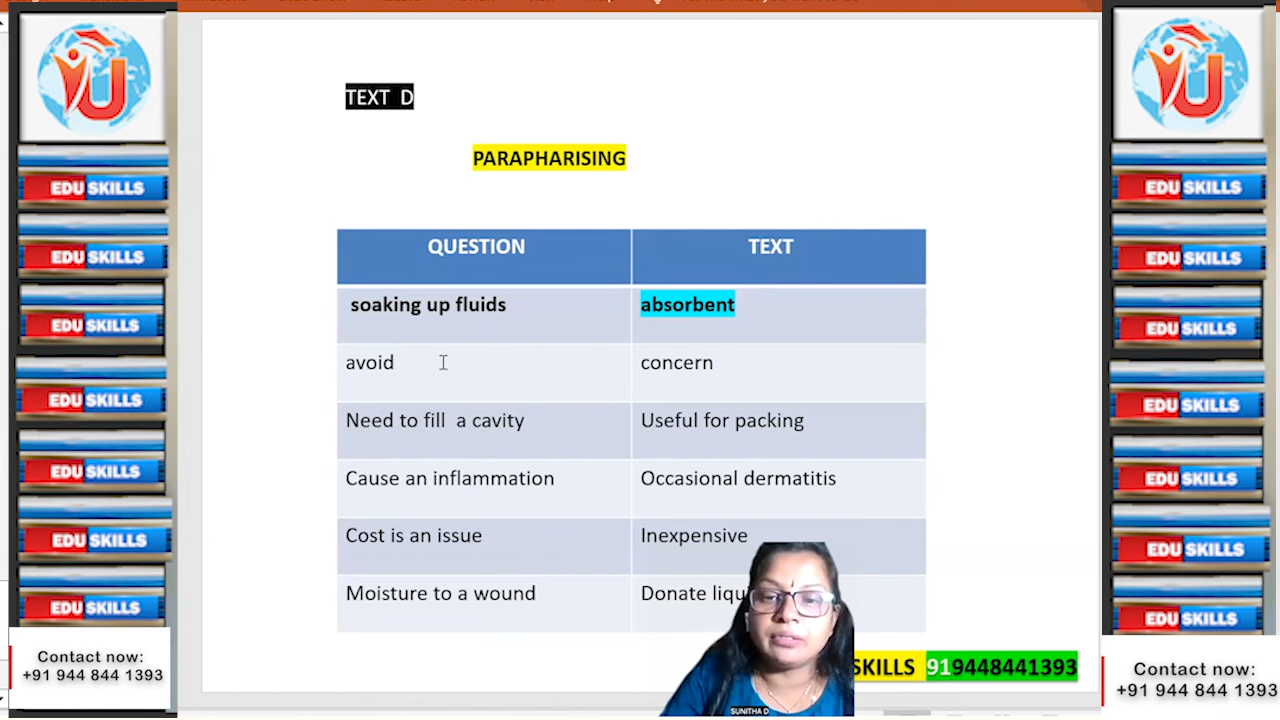 TEXT D
PARAPHARISING
QUESTION TEXT
soaking up fluids absorbent
avoid concern
Need to fill a cavity Useful for packing
Cause an inflammation Occasional dermatitis
Cost is an issue Inexpensive
Moisture to a wound Donate
SKILLS 919448441393
SUNITHA D
U
EDU SKILLS
EDU SKILLS
EDU SKILLS
EDU SKILLS
EDU SKILLS
EDU SKILLS
EDU SKILLS
Contact now:
+91 944 844 1393
U
EDU SKILLS
EDU SKILLS
EDU SKILLS
EDU SKILLS
EDU SKILLS
EDU SKILLS
EDU SKILLS
Contact now:
+91 944 844 1393